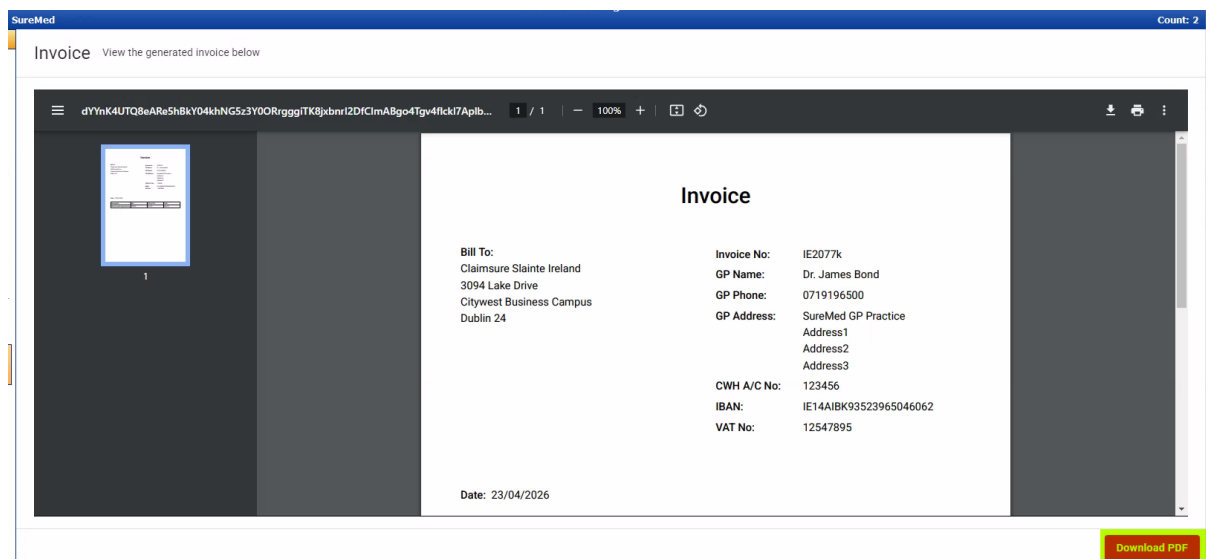 SureMed Count: 2
Invoice View the generated invoice below
1 / 1 100%
1
Invoice
Bill To:
Claimsure Slainte Ireland
3094 Lake Drive
Citywest Business Campus
Dublin 24
Invoice No: IE2077k
GP Name: Dr. James Bond
GP Phone: 0719196500
GP Address: SureMed GP Practice
Address1
Address2
Address3
CWH A/C No: 123456
IBAN: IE14AIBK93523965046062
VAT No: 12547895
Date: 23/04/2026
Download PDF